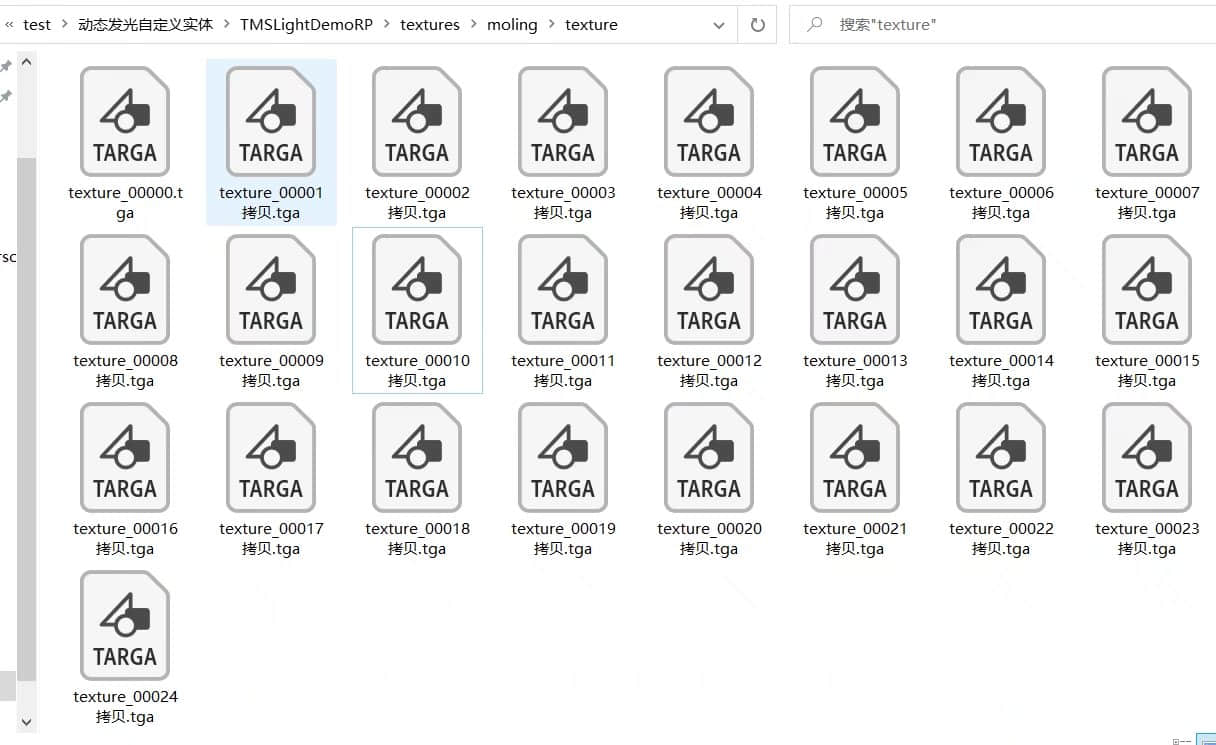 « test › 动态发光自定义实体 › TMSLightDemoRP › textures › moling › texture
搜索"texture"
TARGA TARGA TARGA TARGA TARGA TARGA TARGA TARGA
texture_00000.t texture_00001 texture_00002 texture_00003 texture_00004 texture_00005 texture_00006 texture_00007
ga 拷贝.tga 拷贝.tga 拷贝.tga 拷贝.tga 拷贝.tga 拷贝.tga 拷贝.tga
rsc
TARGA TARGA TARGA TARGA TARGA TARGA TARGA TARGA
texture_00008 texture_00009 texture_00010 texture_00011 texture_00012 texture_00013 texture_00014 texture_00015
拷贝.tga 拷贝.tga 拷贝.tga 拷贝.tga 拷贝.tga 拷贝.tga 拷贝.tga 拷贝.tga
TARGA TARGA TARGA TARGA TARGA TARGA TARGA TARGA
texture_00016 texture_00017 texture_00018 texture_00019 texture_00020 texture_00021 texture_00022 texture_00023
拷贝.tga 拷贝.tga 拷贝.tga 拷贝.tga 拷贝.tga 拷贝.tga 拷贝.tga 拷贝.tga
TARGA
texture_00024
拷贝.tga